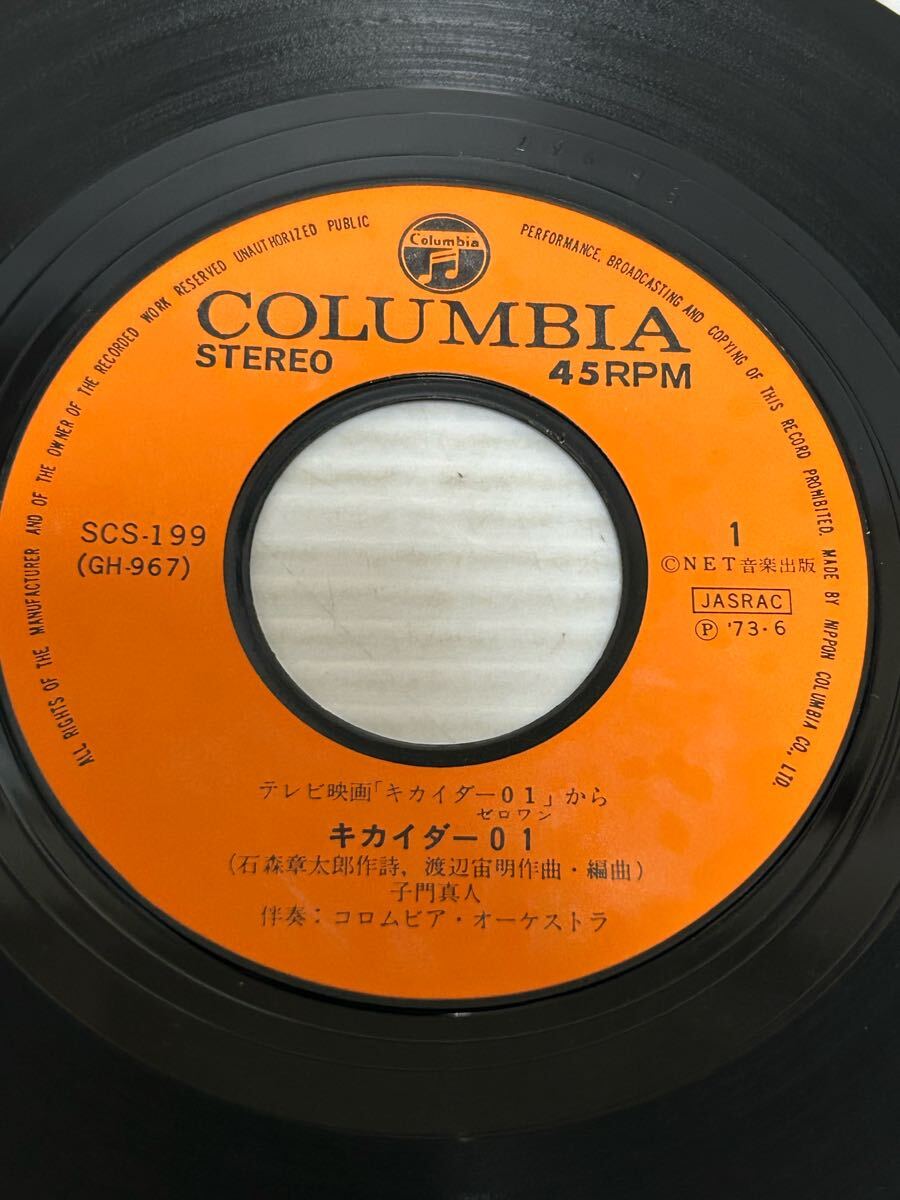 Columbia
COLUMBIA
STEREO
45RPM
SCS-199
(GH-967)
1
ⒸNET音楽出版
JASRAC
Ⓟ '73・6
テレビ映画「キカイダー01」から
ゼロワン
キカイダー01
(石森章太郎作詩, 渡辺宙明作曲・編曲)
子門真人
伴奏: コロムビア・オーケストラ
ALL RIGHTS OF THE MANUFACTURER AND OF THE OWNER OF THE RECORDED WORK RESERVED UNAUTHORIZED PUBLIC PERFORMANCE, BROADCASTING AND COPYING OF THIS RECORD PROHIBITED. MADE BY NIPPON COLUMBIA CO., LTD.